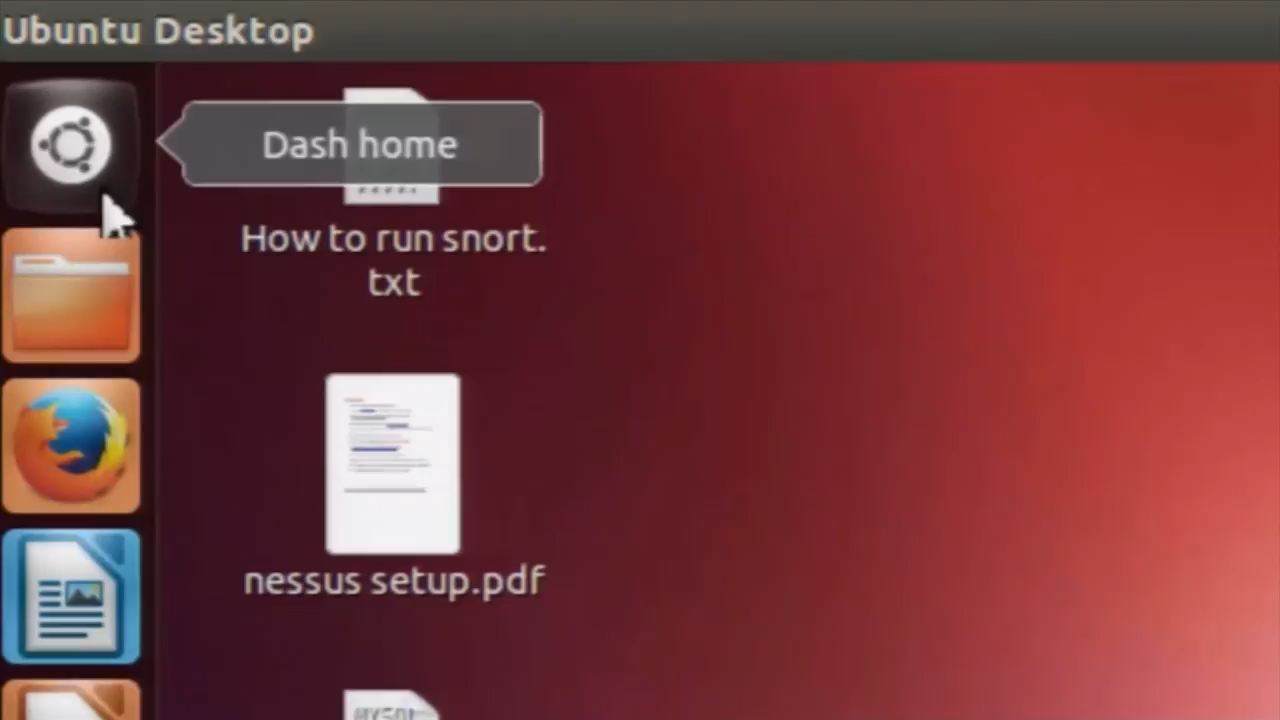 Ubuntu Desktop
Dash home
How to run snort.
txt
nessus setup.pdf